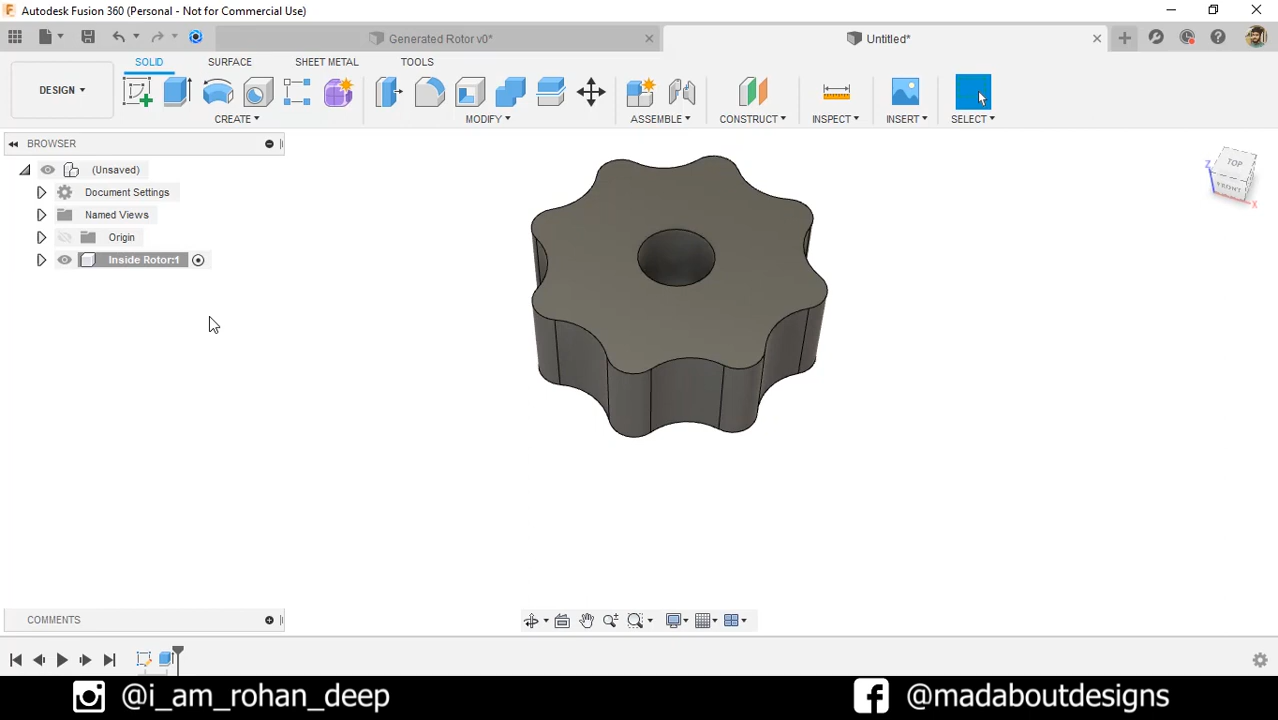 Autodesk Fusion 360 (Personal - Not for Commercial Use)
Generated Rotor v0*
Untitled*
DESIGN
SOLID SURFACE SHEET METAL TOOLS
CREATE MODIFY ASSEMBLE CONSTRUCT INSPECT INSERT SELECT
BROWSER
(Unsaved)
Document Settings
Named Views
Origin
Inside Rotor:1
TOP
FRONT
Z
X
COMMENTS
@i_am_rohan_deep
@madaboutdesigns